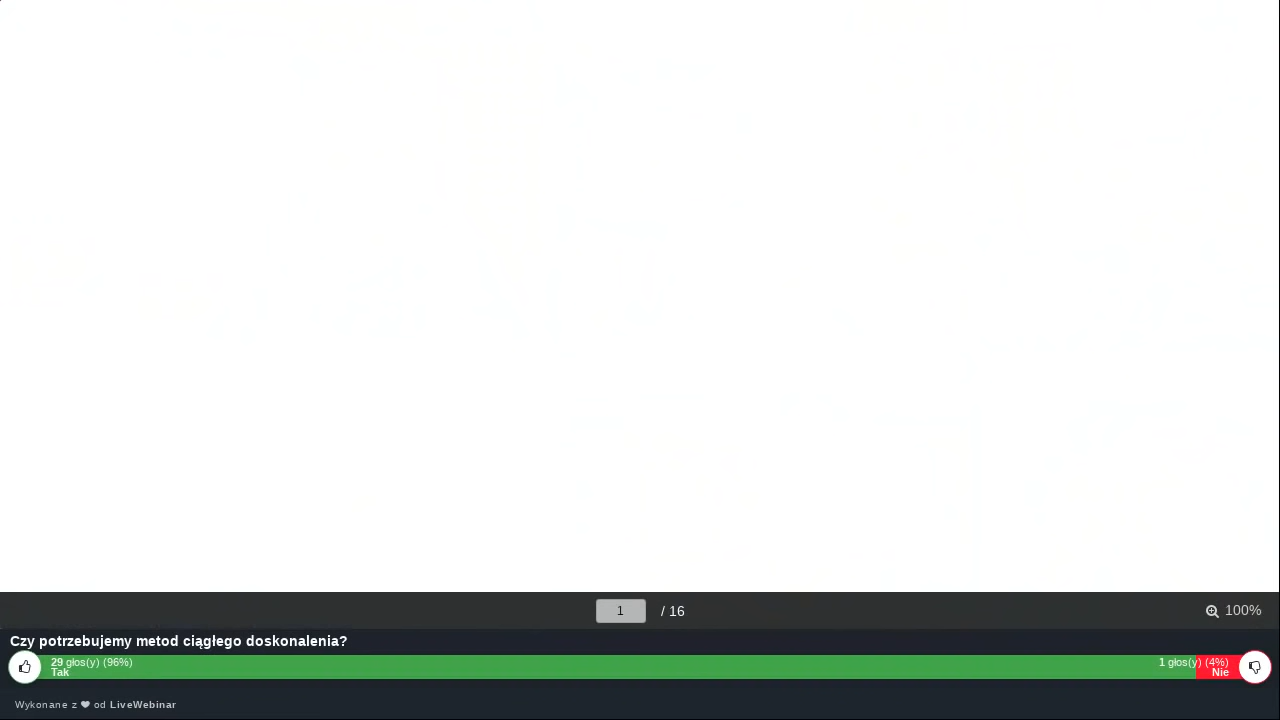 1 / 16 100%
Czy potrzebujemy metod ciągłego doskonalenia?
29 głos(y) (96%) 1 głos(y) (4%)
Tak Nie
Wykonane z ❤ od LiveWebinar